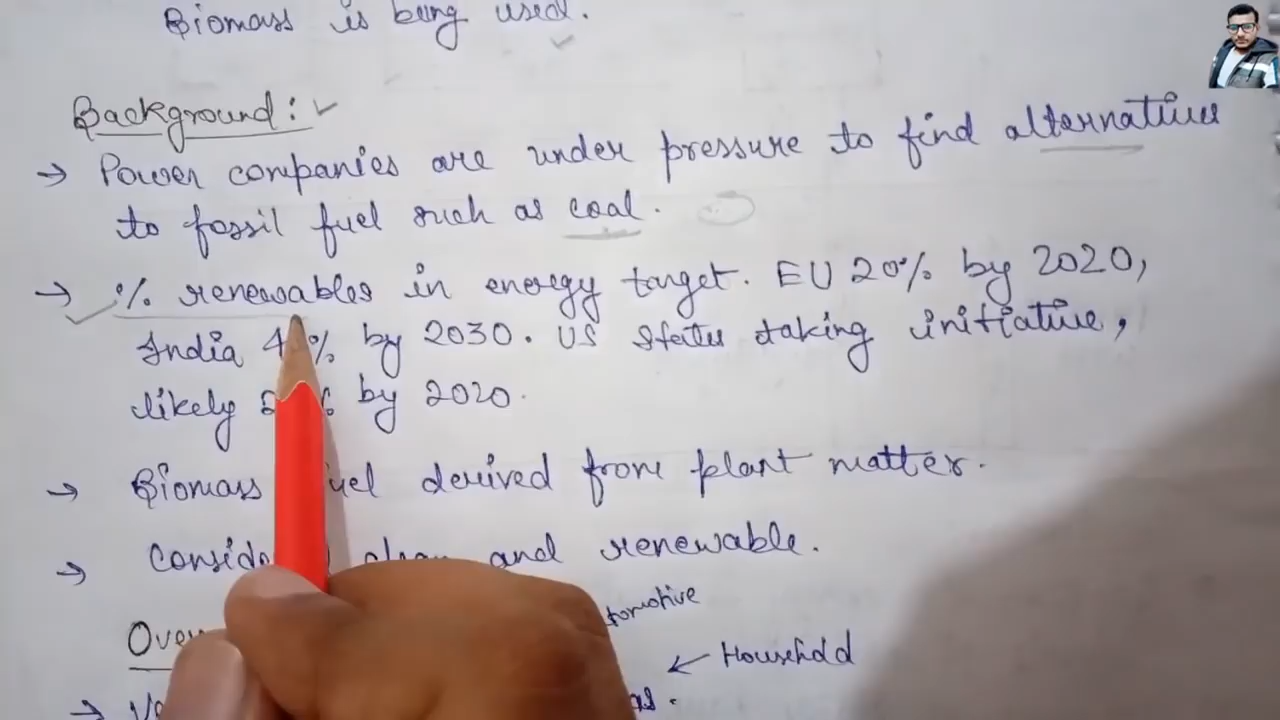 Biomass is being used.
Background:
→ Power companies are under pressure to find alternatives
to fossil fuel such as coal.
→ % renewables in energy target. EU 20% by 2020,
India % by 2030. US States taking initiative,
likely by 2020.
→ Biomass derived from plant matter.
→ and renewable.
← Household
→